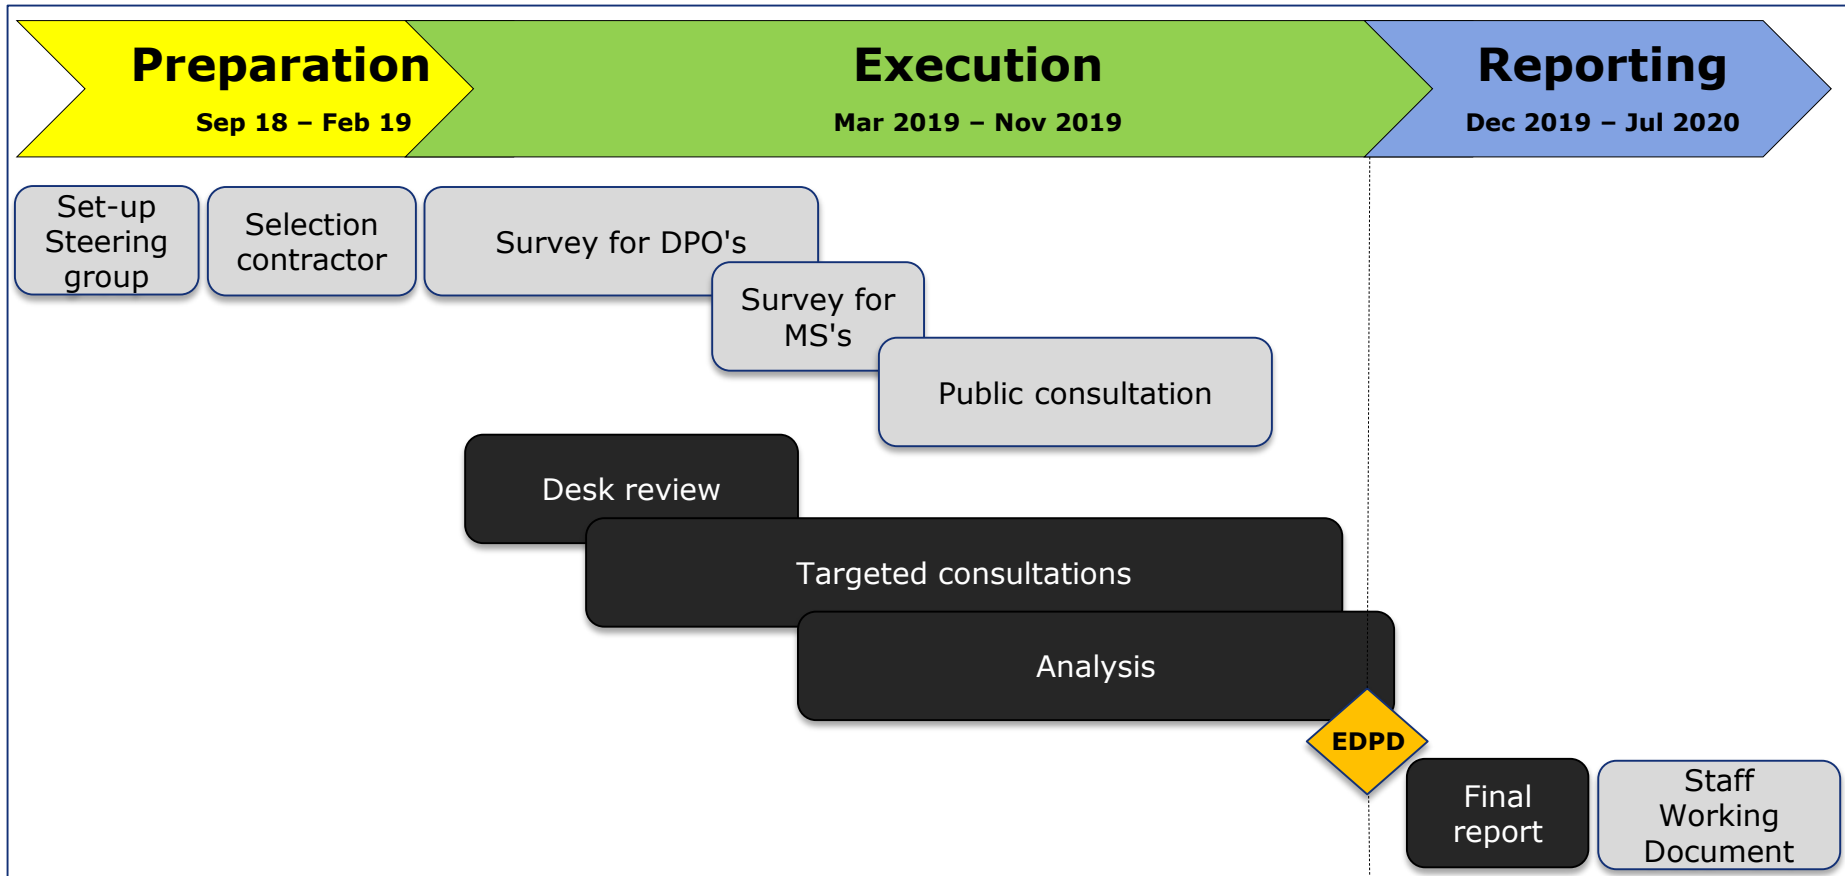 Preparation
Sep 18 – Feb 19
Execution
Mar 2019 – Nov 2019
Reporting
Dec 2019 – Jul 2020
Set-up
Steering
group
Selection
contractor
Survey for DPO's
Survey for
MS's
Public consultation
Desk review
Targeted consultations
Analysis
EDPD
Final
report
Staff
Working
Document